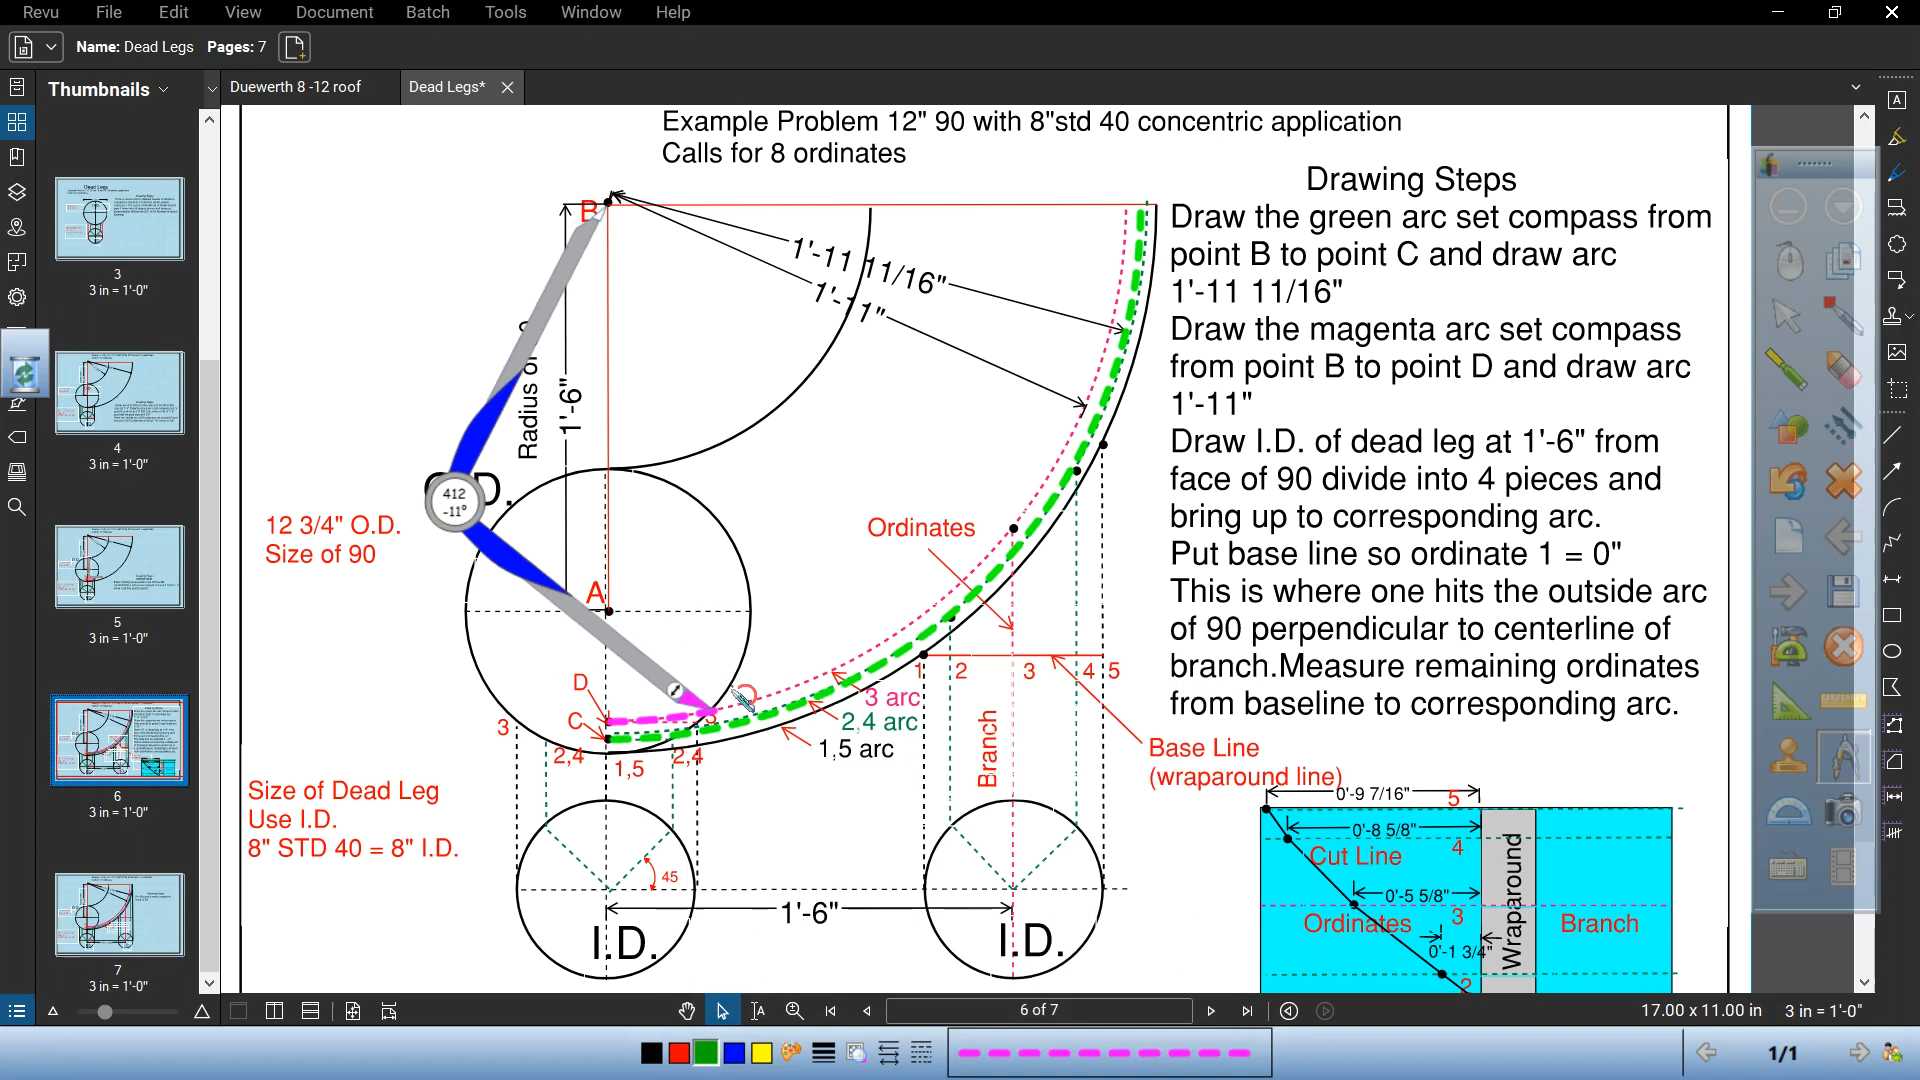 Revu File Edit View Document Batch Tools Window Help
Name: Dead Legs Pages: 7
Thumbnails
Duewerth 8 -12 roof
Dead Legs*
3
3 in = 1'-0"
4
3 in = 1'-0"
5
3 in = 1'-0"
6
3 in = 1'-0"
7
3 in = 1'-0"
Example Problem 12" 90 with 8"std 40 concentric application
Calls for 8 ordinates
Drawing Steps
Draw the green arc set compass from
point B to point C and draw arc
1'-11 11/16"
Draw the magenta arc set compass
from point B to point D and draw arc
1'-11"
Draw I.D. of dead leg at 1'-6" from
face of 90 divide into 4 pieces and
bring up to corresponding arc.
Put base line so ordinate 1 = 0"
This is where one hits the outside arc
of 90 perpendicular to centerline of
branch.Measure remaining ordinates
from baseline to corresponding arc.
B
1'-11 11/16"
1'-11"
Radius of
1'-6"
O.D.
412
-11°
12 3/4" O.D.
Size of 90
A
Ordinates
D
C
3
2,4
1,5
2,4
3
3 arc
2,4 arc
1,5 arc
1 2 3 4 5
Branch
Base Line
(wraparound line)
Size of Dead Leg
Use I.D.
8" STD 40 = 8" I.D.
45
1'-6"
I.D.
I.D.
0'-9 7/16"
5
0'-8 5/8"
4
Cut Line
0'-5 5/8"
3
Ordinates
0'-1 3/4"
2
Wraparound
Branch
6 of 7
17.00 x 11.00 in
3 in = 1'-0"
1/1